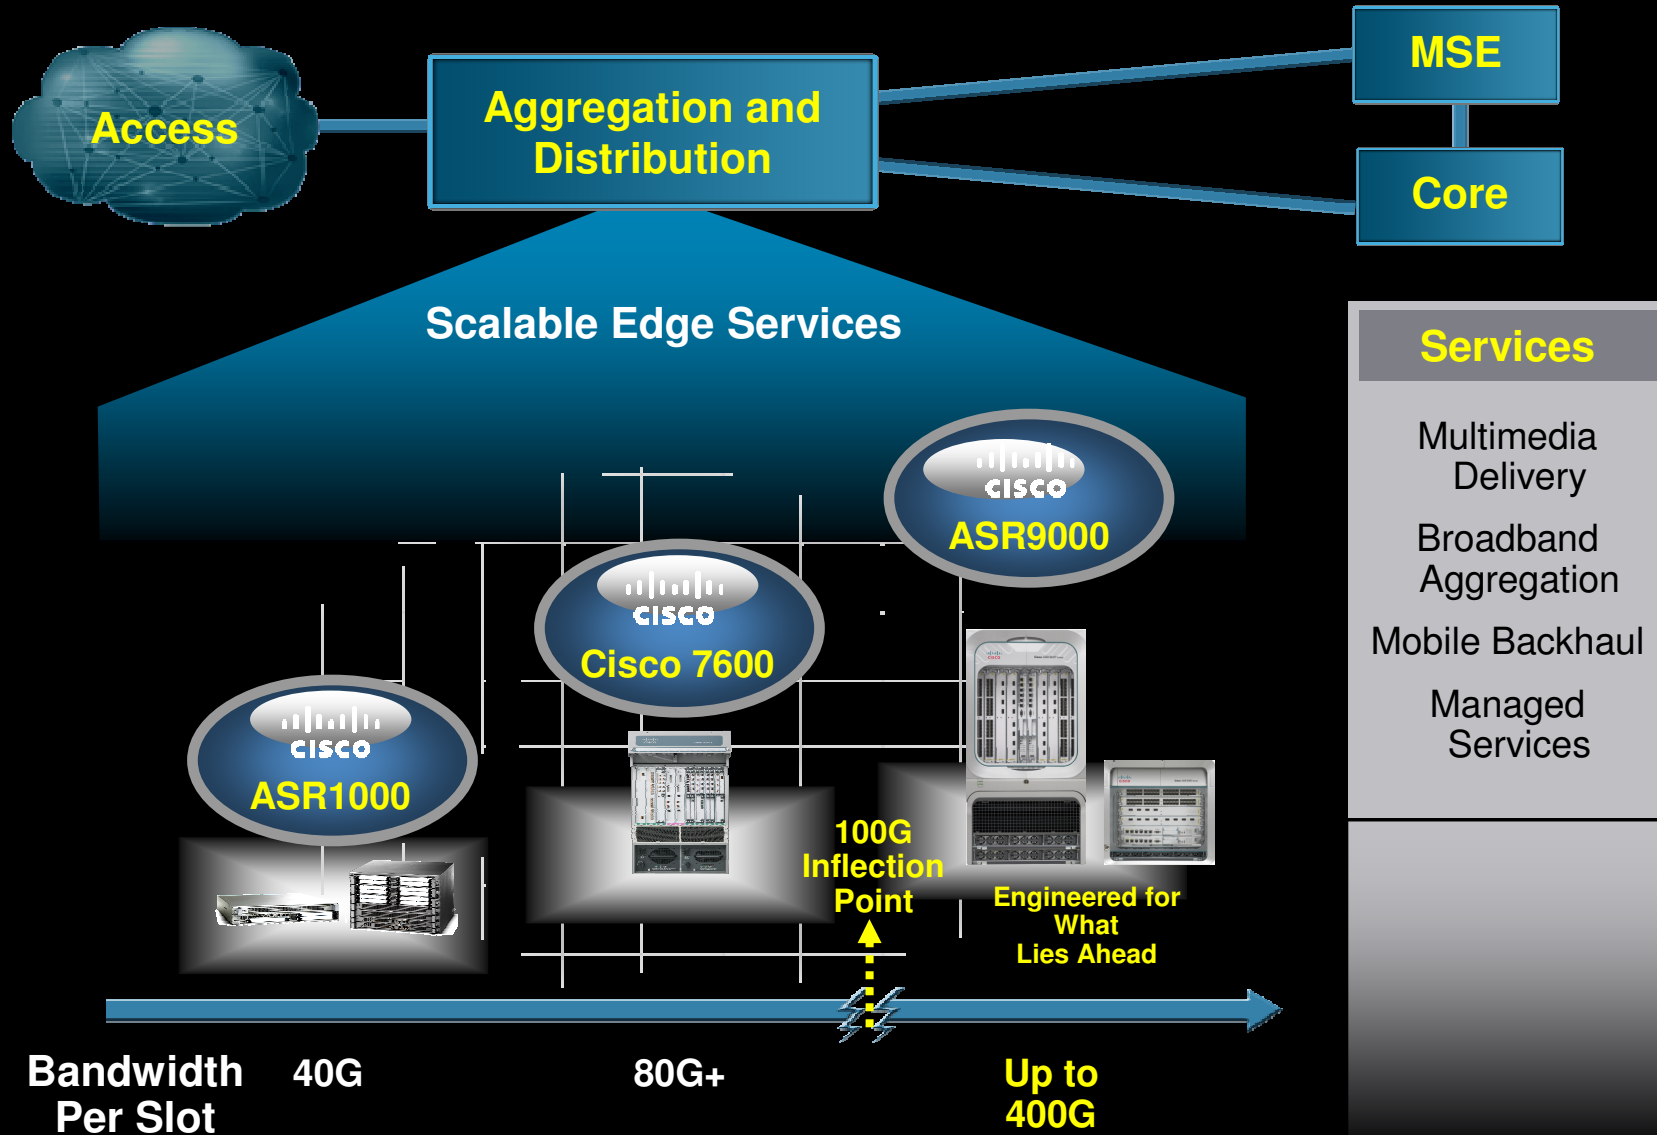 Access
Aggregation and
Distribution
MSE
Core
Scalable Edge Services
Services
Multimedia
Delivery
Broadband
Aggregation
Mobile Backhaul
Managed
Services
CISCO
ASR9000
CISCO
Cisco 7600
CISCO
ASR1000
100G
Inflection
Point
Engineered for
What
Lies Ahead
Bandwidth
Per Slot
40G
80G+
Up to
400G